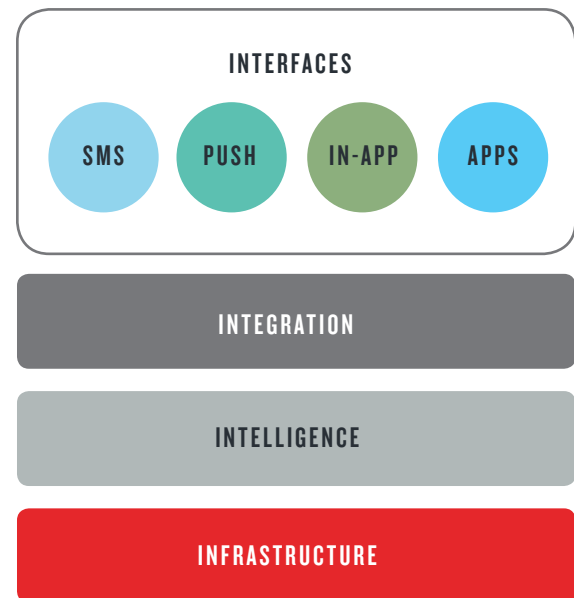 INTERFACES
SMS PUSH IN-APP APPS
INTEGRATION
INTELLIGENCE
INFRASTRUCTURE